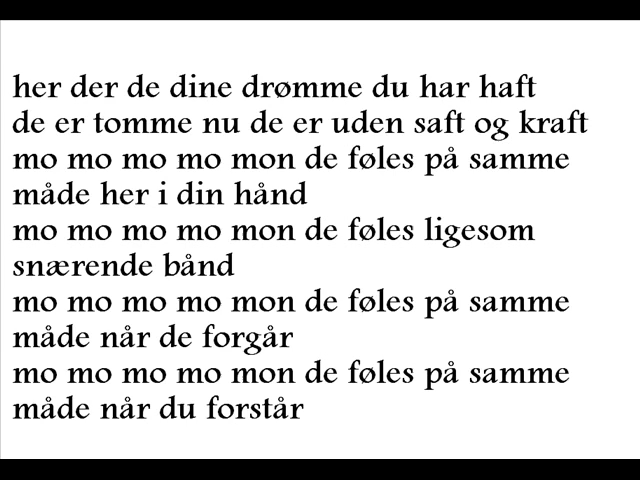 her der de dine drømme du har haft
de er tomme nu de er uden saft og kraft
mo mo mo mo mon de føles på samme
måde her i din hånd
mo mo mo mo mon de føles ligesom
snærende bånd
mo mo mo mo mon de føles på samme
måde når de forgår
mo mo mo mo mon de føles på samme
måde når du forstår